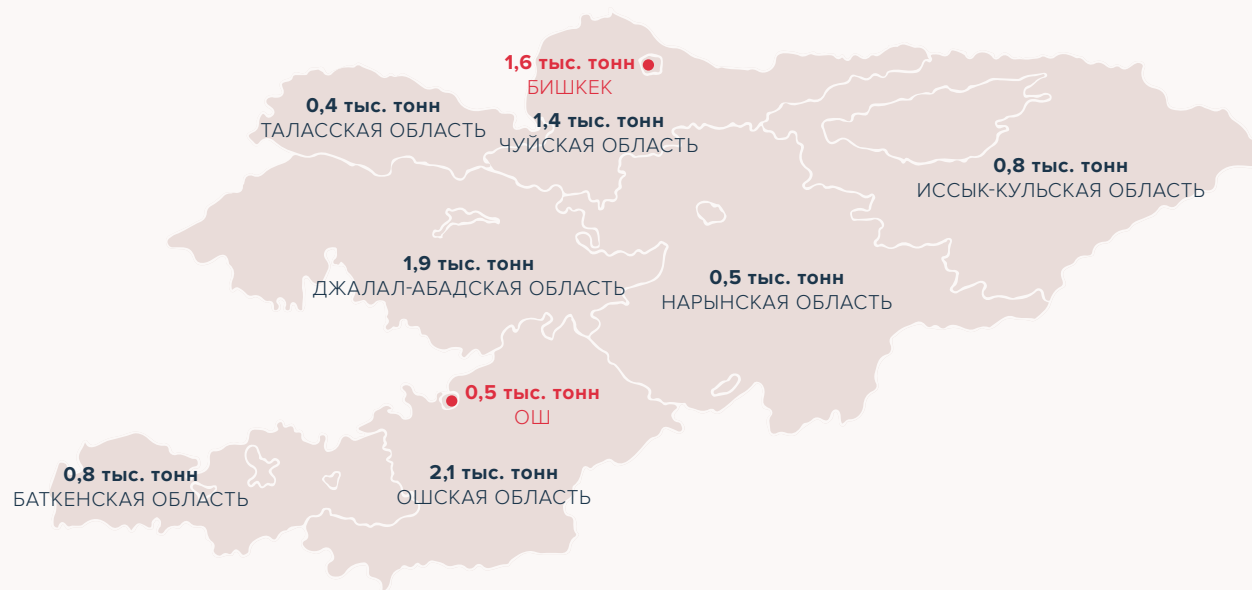 1,6 тыс. тонн
БИШКЕК
0,4 тыс. тонн
ТАЛАССКАЯ ОБЛАСТЬ
1,4 тыс. тонн
ЧУЙСКАЯ ОБЛАСТЬ
0,8 тыс. тонн
ИССЫК-КУЛЬСКАЯ ОБЛАСТЬ
1,9 тыс. тонн
ДЖАЛАЛ-АБАДСКАЯ ОБЛАСТЬ
0,5 тыс. тонн
НАРЫНСКАЯ ОБЛАСТЬ
0,5 тыс. тонн
ОШ
0,8 тыс. тонн
БАТКЕНСКАЯ ОБЛАСТЬ
2,1 тыс. тонн
ОШСКАЯ ОБЛАСТЬ